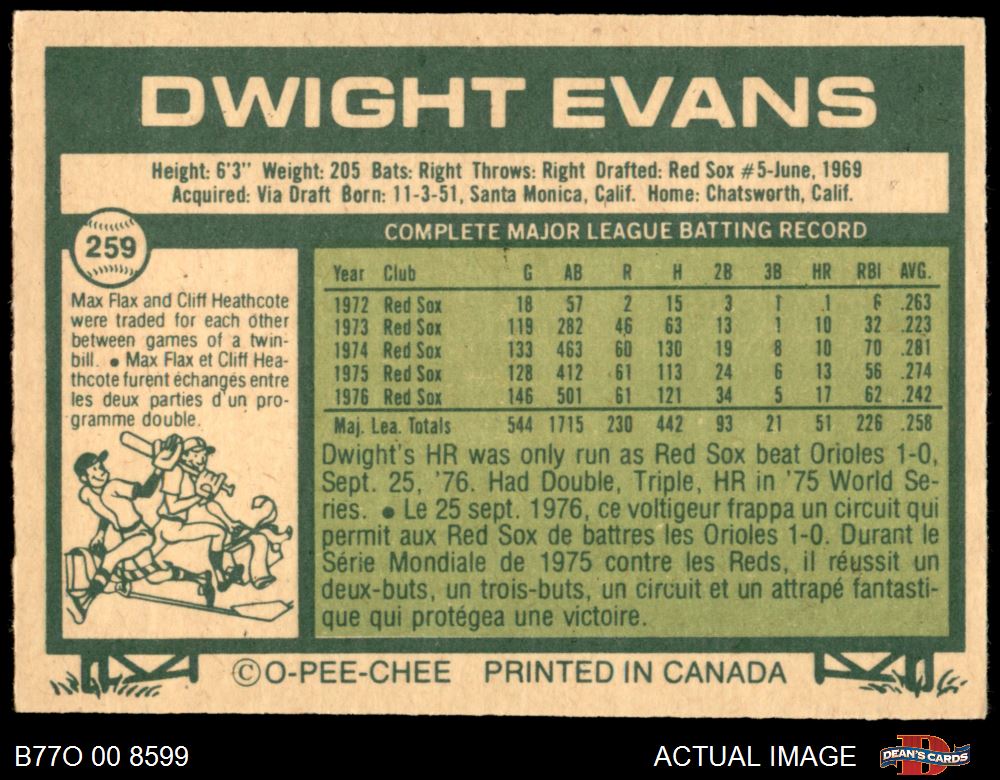 DWIGHT EVANS
Height: 6'3" Weight: 205 Bats: Right Throws: Right Drafted: Red Sox #5-June, 1969
Acquired: Via Draft Born: 11-3-51, Santa Monica, Calif. Home: Chatsworth, Calif.
259
Max Flax and Cliff Heathcote
were traded for each other
between games of a twin-
bill. ● Max Flax et Cliff Hea-
thcote furent échangés entre
les deux parties d'un pro-
gramme double.
COMPLETE MAJOR LEAGUE BATTING RECORD
Year Club G AB R H 2B 3B HR RBI AVG.
1972 Red Sox 18 57 2 15 3 1 1 6 .263
1973 Red Sox 119 282 46 63 13 1 10 32 .223
1974 Red Sox 133 463 60 130 19 8 10 70 .281
1975 Red Sox 128 412 61 113 24 6 13 56 .274
1976 Red Sox 146 501 61 121 34 5 17 62 .242
Maj. Lea. Totals 544 1715 230 442 93 21 51 226 .258
Dwight's HR was only run as Red Sox beat Orioles 1-0,
Sept. 25, '76. Had Double, Triple, HR in '75 World Se-
ries. ● Le 25 sept. 1976, ce voltigeur frappa un circuit qui
permit aux Red Sox de battres les Orioles 1-0. Durant le
Série Mondiale de 1975 contre les Reds, il réussit un
deux-buts, un trois-buts, un circuit et un attrapé fantasti-
que qui protégea une victoire.
©O-PEE-CHEE PRINTED IN CANADA
B77O 00 8599
ACTUAL IMAGE
D
DEAN'S CARDS